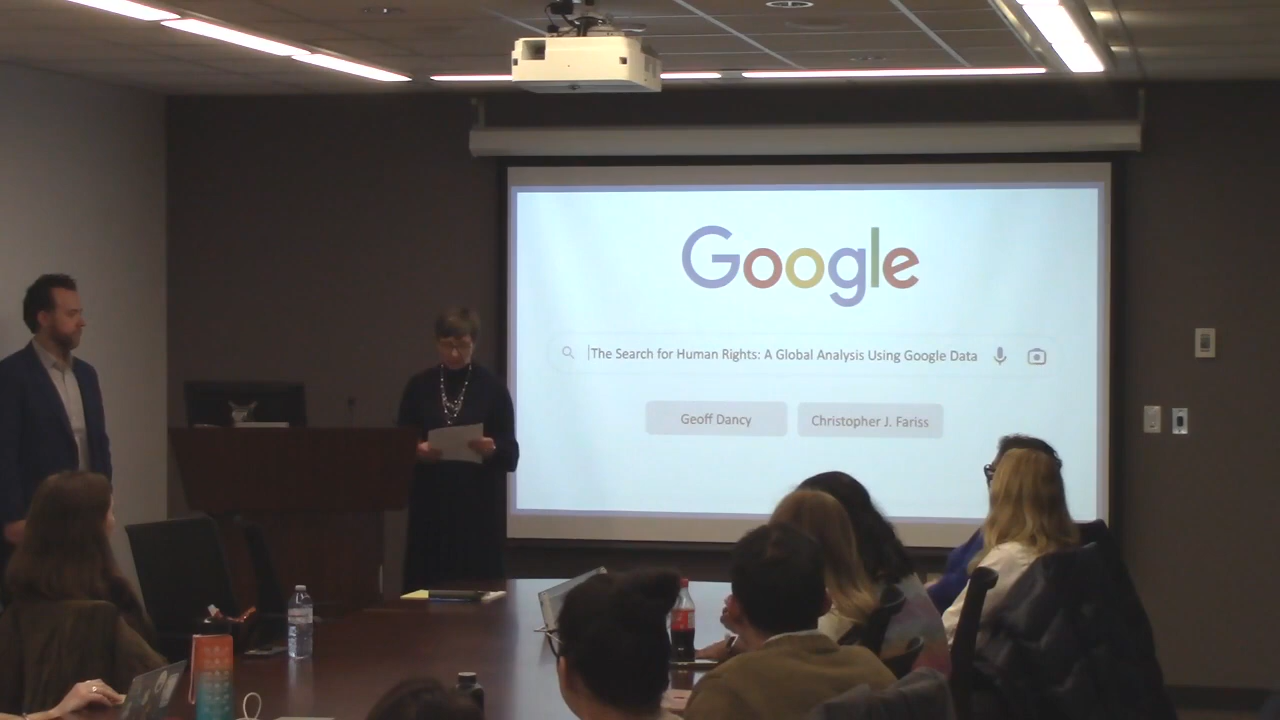 Google
The Search for Human Rights: A Global Analysis Using Google Data
Geoff Dancy
Christopher J. Fariss